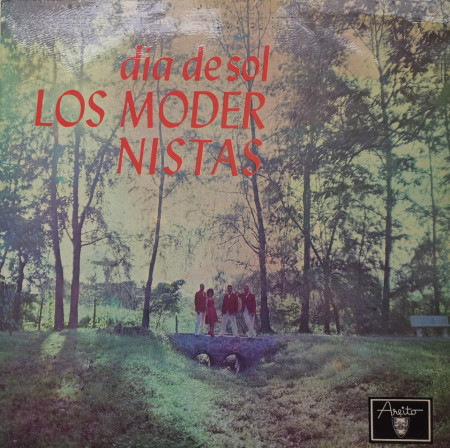 dia de sol
LOS MODER
NISTAS
Areito